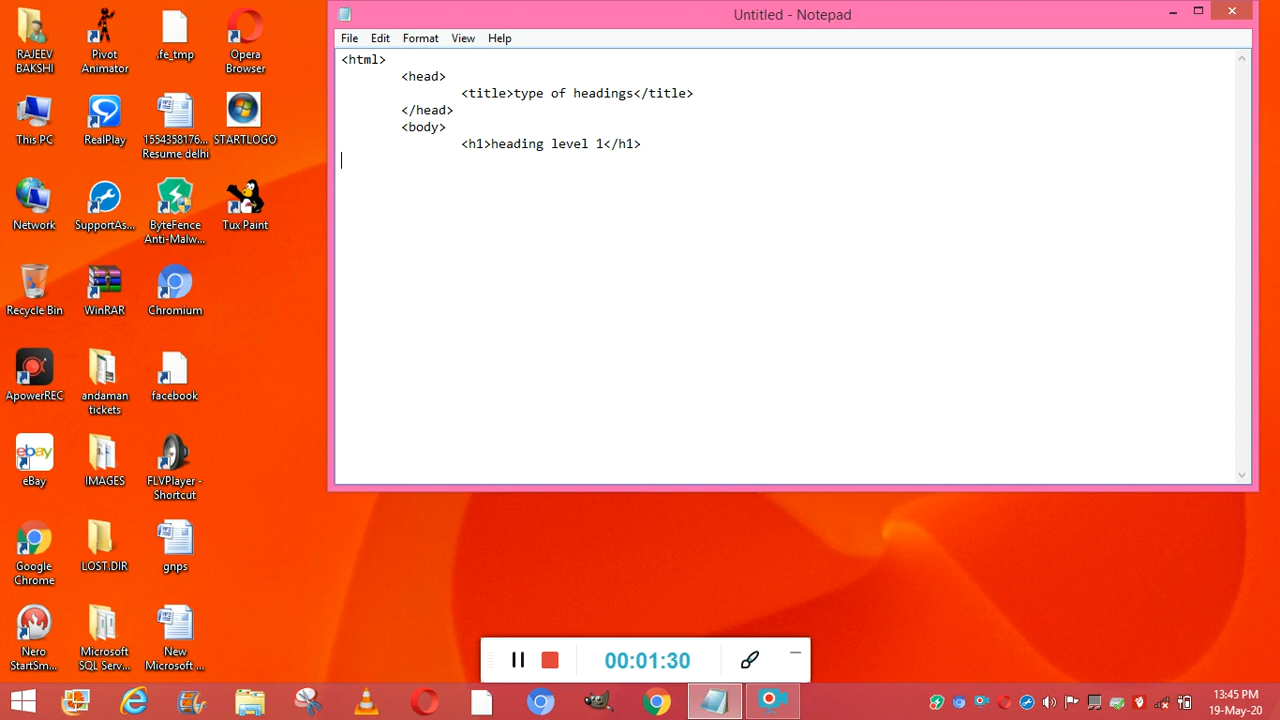 Untitled - Notepad
File Edit Format View Help
<html>
<head>
<title>type of headings</title>
</head>
<body>
<h1>heading level 1</h1>
RAJEEV BAKSHI
Pivot Animator
.fe_tmp
Opera Browser
This PC
RealPlay
1554358176... Resume delhi
STARTLOGO
Network
SupportAs...
ByteFence Anti-Malw...
Tux Paint
Recycle Bin
WinRAR
Chromium
ApowerREC
andaman tickets
facebook
ebay
eBay
IMAGES
FLVPlayer - Shortcut
Google Chrome
LOST.DIR
gnps
Nero StartSm...
Microsoft SQL Serv...
New Microsoft ...
00:01:30
13:45 PM
19-May-20